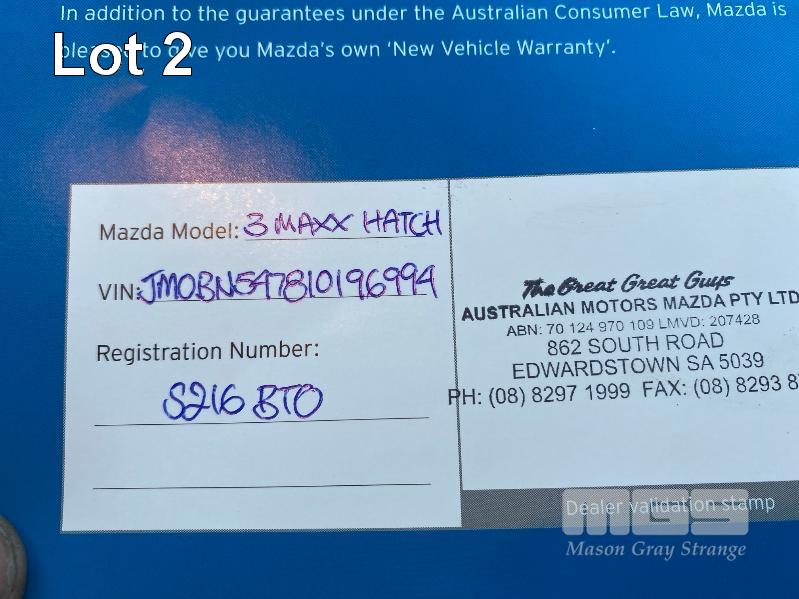 In addition to the guarantees under the Australian Consumer Law, Mazda is
pleased to give you Mazda's own 'New Vehicle Warranty'.
Lot 2
Mazda Model: 3 MAXX HATCH
VIN: JM0BN547810196994
Registration Number:
S216 BTO
The Great Great Guys
AUSTRALIAN MOTORS MAZDA PTY LTD
ABN: 70 124 970 109 LMVD: 207428
862 SOUTH ROAD
EDWARDSTOWN SA 5039
PH: (08) 8297 1999 FAX: (08) 8293 8
Dealer validation stamp
MGS
Mason Gray Strange